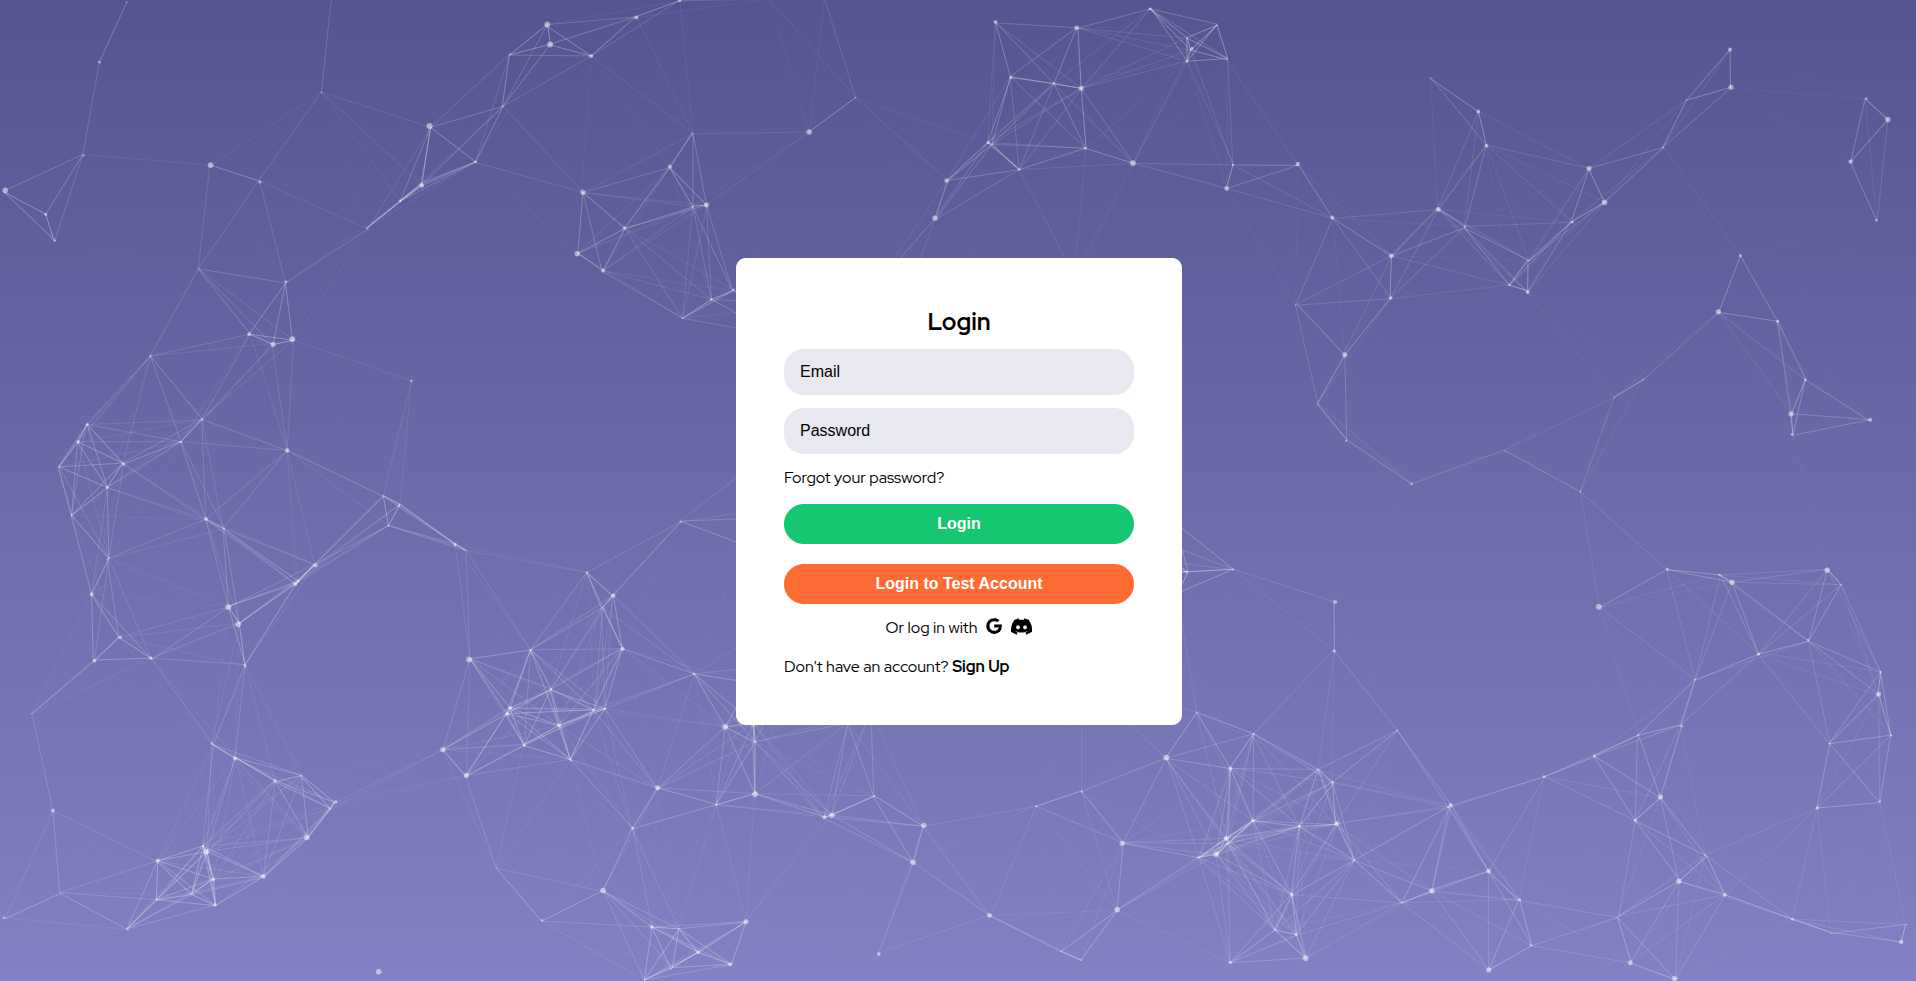 Login
Email
Password
Forgot your password?
Login
Login to Test Account
Or log in with
Don't have an account? Sign Up